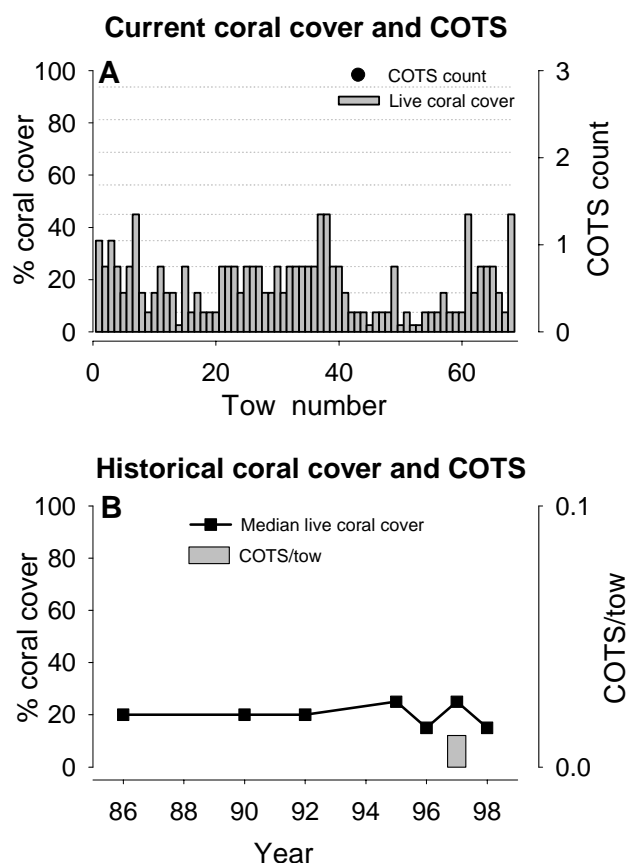 Current coral cover and COTS
A
COTS count
Live coral cover
% coral cover
100
80
60
40
20
0
COTS count
3
2
1
0
0 20 40 60
Tow number
Historical coral cover and COTS
B
Median live coral cover
COTS/tow
% coral cover
100
80
60
40
20
0
COTS/tow
0.1
0.0
86 88 90 92 94 96 98
Year